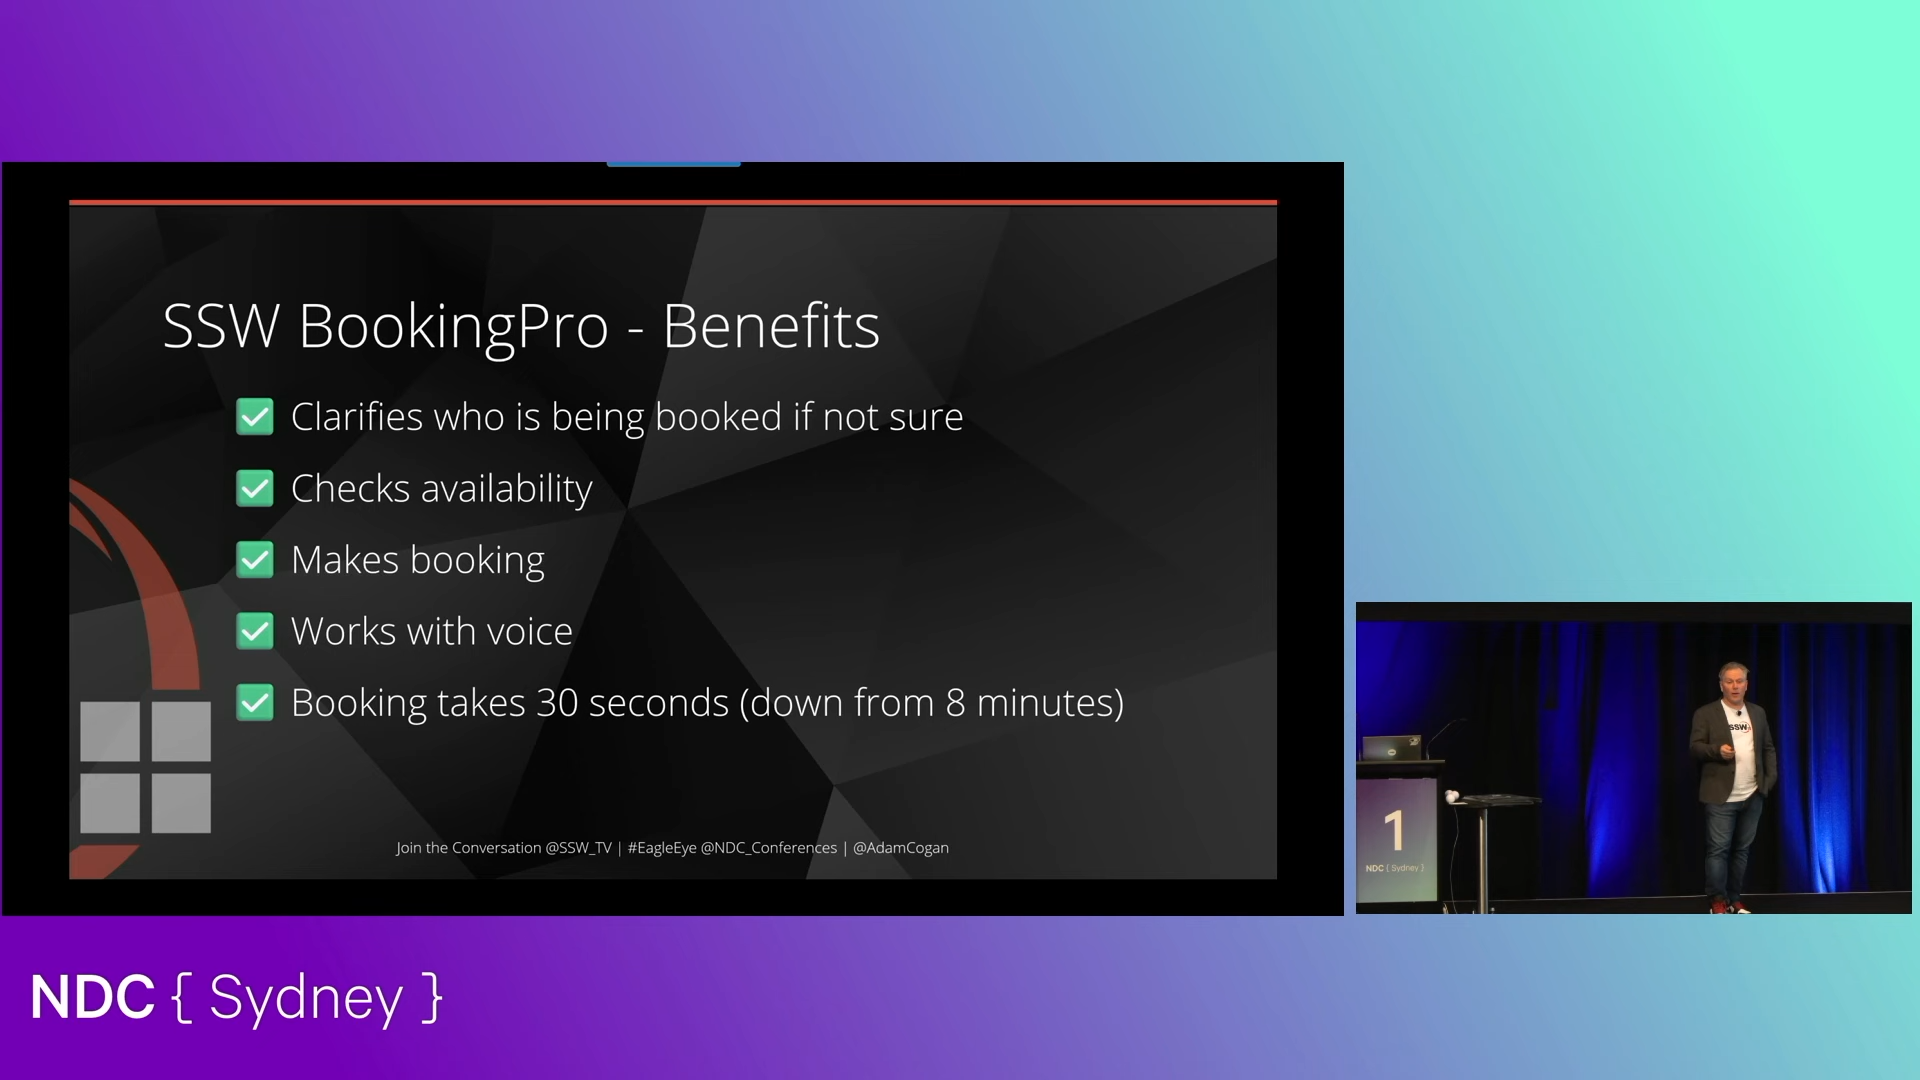 SSW BookingPro - Benefits
Clarifies who is being booked if not sure
Checks availability
Makes booking
Works with voice
Booking takes 30 seconds (down from 8 minutes)
Join the Conversation @SSW_TV | #EagleEye @NDC_Conferences | @AdamCogan
SSW
1
NDC { Sydney }
NDC { Sydney }